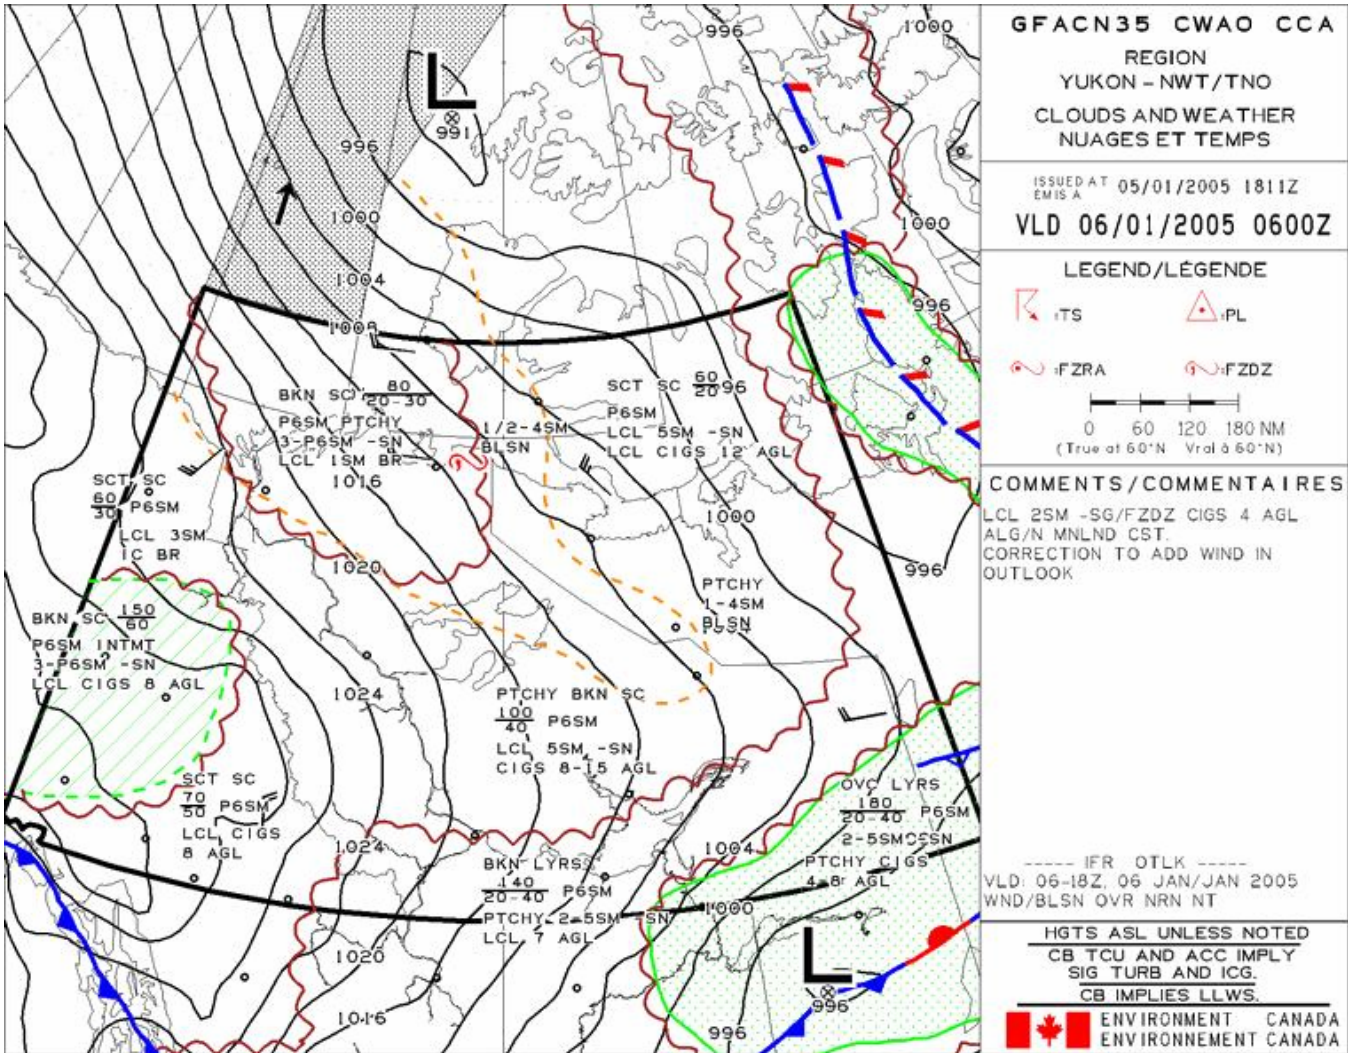 GFACN35 CWAO CCA
REGION
YUKON - NWT/TNO
CLOUDS AND WEATHER
NUAGES ET TEMPS
ISSUED AT
EMIS A
05/01/2005 1811Z
VLD 06/01/2005 0600Z
LEGEND/LÉGENDE
:TS
:PL
:FZRA
:FZDZ
0 60 120 180 NM
(True at 60°N Vrai à 60°N)
COMMENTS/COMMENTAIRES
LCL 2SM -SG/FZDZ CIGS 4 AGL
ALG/N MNLND CST.
CORRECTION TO ADD WIND IN
OUTLOOK
----- IFR OTLK -----
VLD: 06-18Z, 06 JAN/JAN 2005
WND/BLSN OVR NRN NT
HGTS ASL UNLESS NOTED
CB TCU AND ACC IMPLY
SIG TURB AND ICG.
CB IMPLIES LLWS.
ENVIRONMENT CANADA
ENVIRONNEMENT CANADA
996
1000
L
991
996
1000
1000
1004
996
1008
BKN SC 80
20-30
P6SM PTCHY
3-P6SM -SN
LCL 1SM BR
1016
1/2-4SM
BLSN
SCT SC 60 96
20
P6SM
LCL 5SM -SN
LCL CIGS 12 AGL
SCT SC
60
30 P6SM
LCL 3SM
IC BR
1000
1020
996
PTCHY
1-4SM
BLSN
BKN SC 150
60
P6SM INTMT
3-P6SM -SN
LCL CIGS 8 AGL
1024
PTCHY BKN SC
100
40 P6SM
LCL 5SM -SN
CIGS 8-15 AGL
SCT SC
70
50 P6SM
LCL CIGS
8 AGL
OVC LYRS
180
20-40 P6SM
2-5SM -SN
PTCHY CIGS
4-8 AGL
1024
1004
BKN LYRS
140
20-40 P6SM
PTCHY 2-5SM -SN
LCL 7 AGL
1000
1020
L
996
1016
996